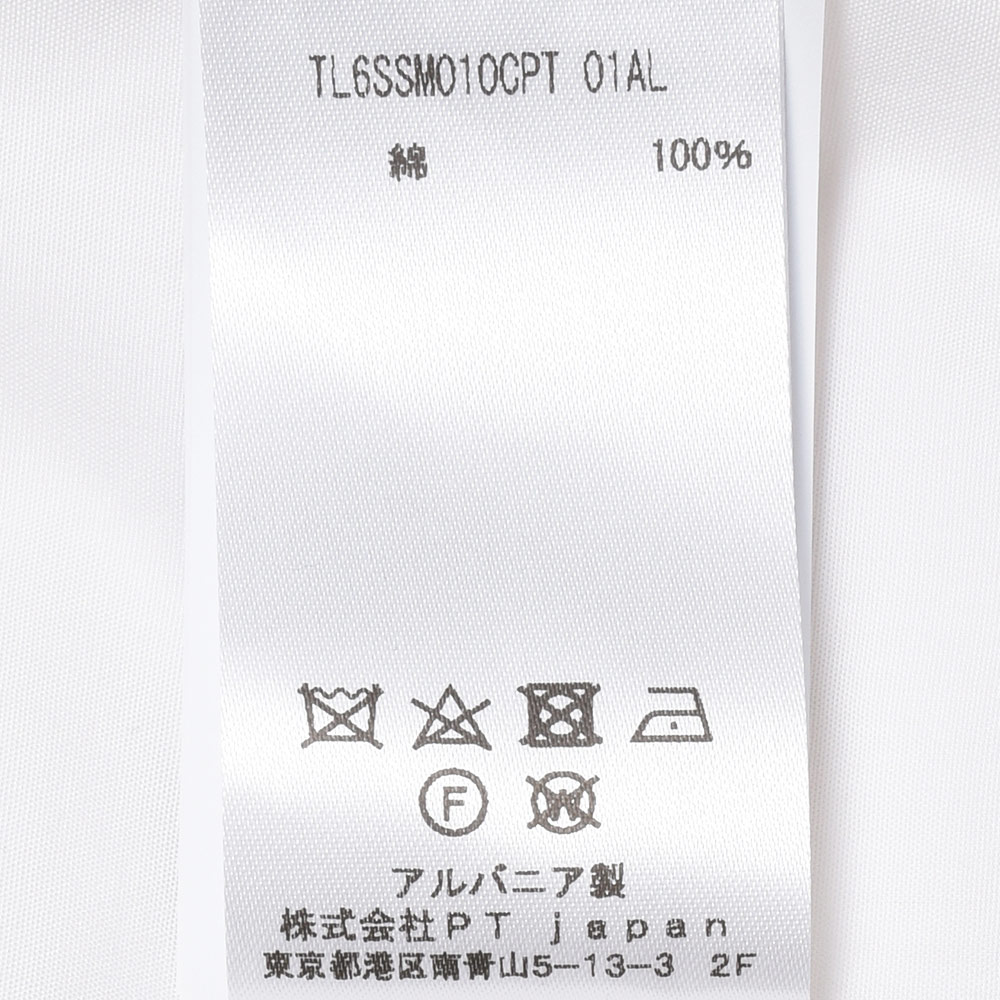 TL6SSM010CPT 01AL
綿 100%
F W
アルバニア製
株式会社PT japan
東京都港区南青山5-13-3 2F